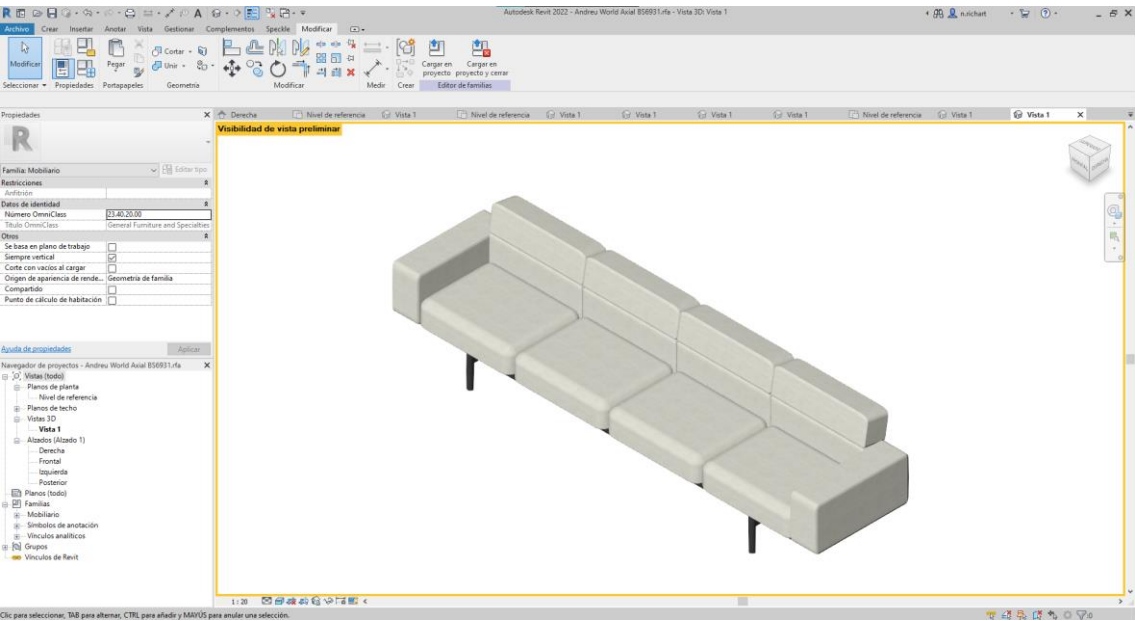 Autodesk Revit 2022 - Andreu World Axial BS6931.rfa - Vista 3D: Vista 1
n.richart
Archivo Crear Insertar Anotar Vista Gestionar Complementos Speckle Modificar
Modificar
Pegar
Cortar
Unir
Cargar en proyecto
Cargar en proyecto y cerrar
Seleccionar Propiedades Portapapeles Geometría Modificar Medir Crear Editor de familias
Propiedades
Derecha Nivel de referencia Vista 1 Nivel de referencia Vista 1 Vista 1 Vista 1 Vista 1 Nivel de referencia Vista 1 Vista 1
Visibilidad de vista preliminar
Familia: Mobiliario Editar tipo
Restricciones
Anfitrión
Datos de identidad
Número OmniClass 23.40.20.00
Título OmniClass General Furniture and Specialties
Otros
Se basa en plano de trabajo
Siempre vertical
Corte con vacíos al cargar
Origen de apariencia de rende... Geometría de familia
Compartido
Punto de cálculo de habitación
Ayuda de propiedades Aplicar
Navegador de proyectos - Andreu World Axial BS6931.rfa
Vistas (todo)
Planos de planta
Nivel de referencia
Planos de techo
Vistas 3D
Vista 1
Alzados (Alzado 1)
Derecha
Frontal
Izquierda
Posterior
Planos (todo)
Familias
Mobiliario
Símbolos de anotación
Vínculos analíticos
Grupos
Vínculos de Revit
1 : 20
Clic para seleccionar, TAB para alternar, CTRL para añadir y MAYÚS para anular una selección.
:0